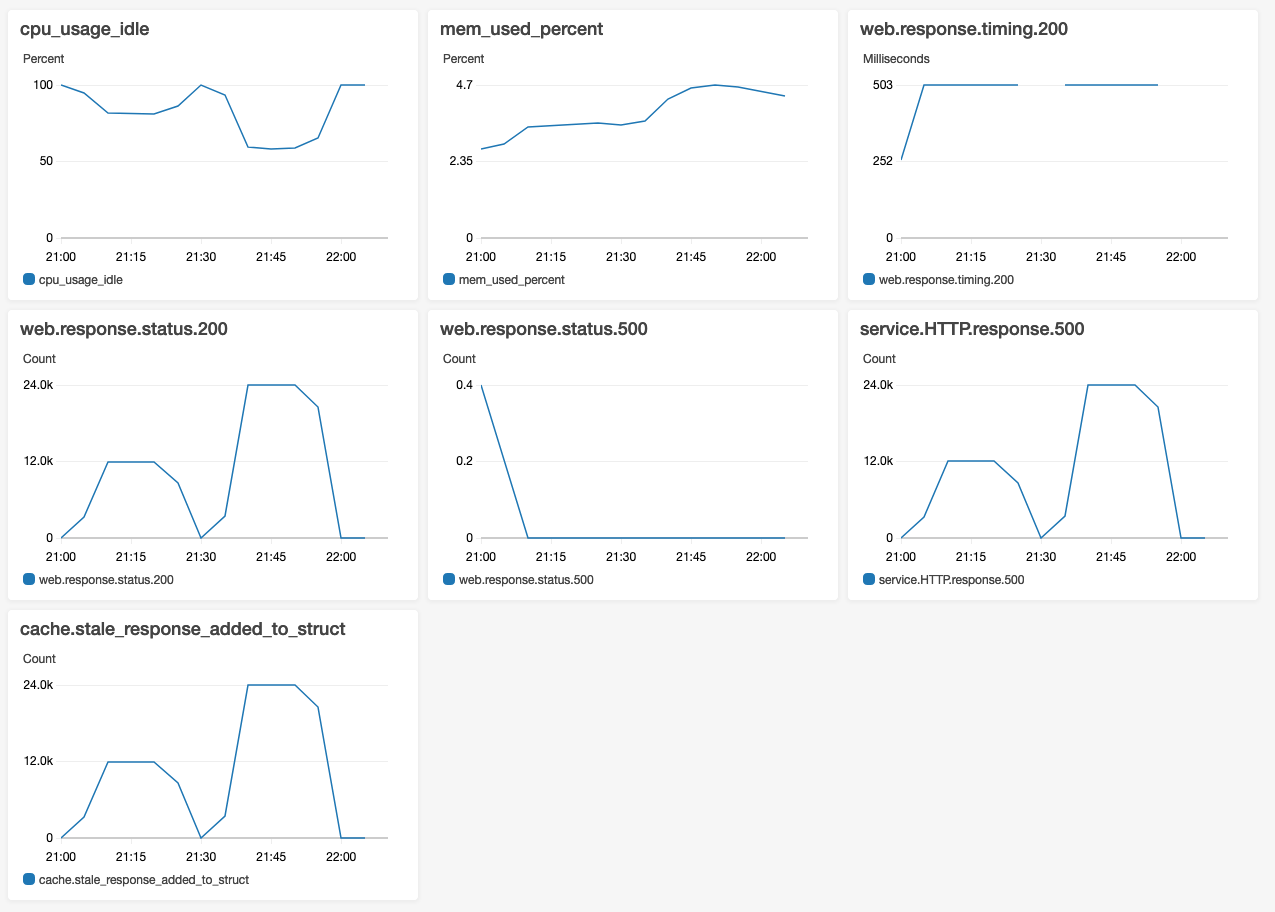 cpu_usage_idle
Percent
100
50
0
21:00 21:15 21:30 21:45 22:00
cpu_usage_idle
mem_used_percent
Percent
4.7
2.35
0
21:00 21:15 21:30 21:45 22:00
mem_used_percent
web.response.timing.200
Milliseconds
503
252
0
21:00 21:15 21:30 21:45 22:00
web.response.timing.200
web.response.status.200
Count
24.0k
12.0k
0
21:00 21:15 21:30 21:45 22:00
web.response.status.200
web.response.status.500
Count
0.4
0.2
0
21:00 21:15 21:30 21:45 22:00
web.response.status.500
service.HTTP.response.500
Count
24.0k
12.0k
0
21:00 21:15 21:30 21:45 22:00
service.HTTP.response.500
cache.stale_response_added_to_struct
Count
24.0k
12.0k
0
21:00 21:15 21:30 21:45 22:00
cache.stale_response_added_to_struct